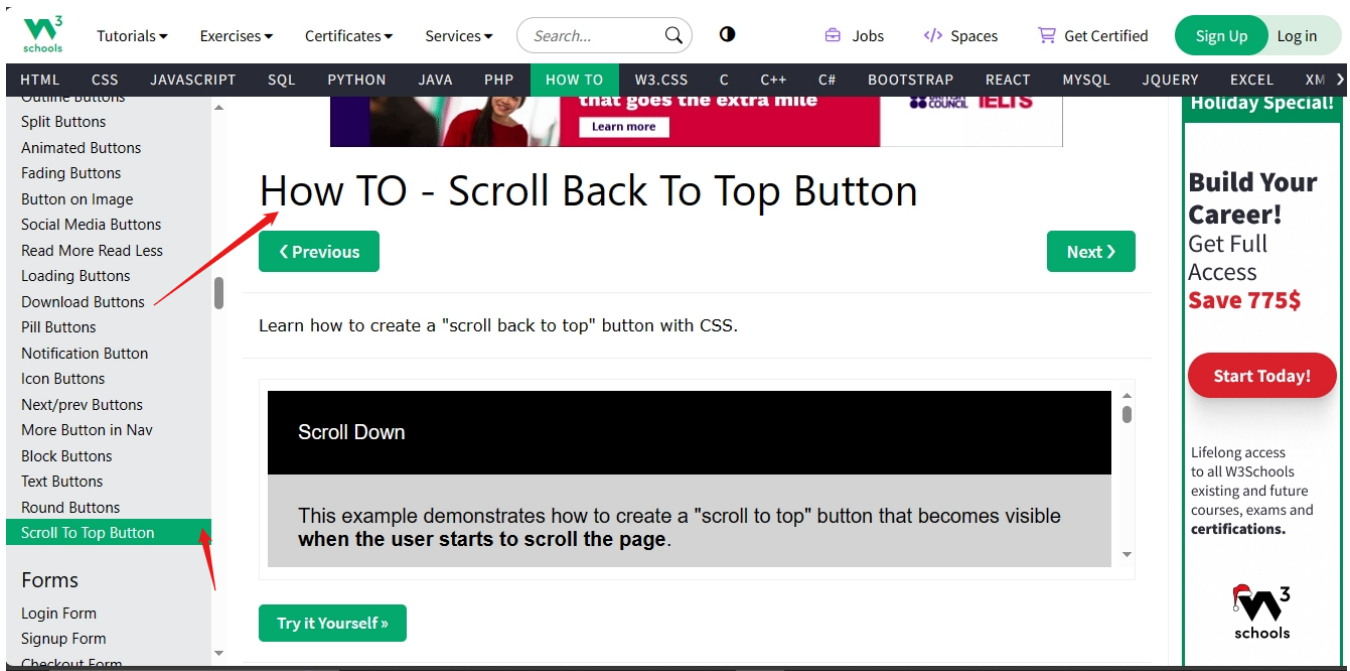 W3
schools
Tutorials
Exercises
Certificates
Services
Search...
Jobs
</> Spaces
Get Certified
Sign Up
Log in
HTML CSS JAVASCRIPT SQL PYTHON JAVA PHP HOW TO W3.CSS C C++ C# BOOTSTRAP REACT MYSQL JQUERY EXCEL XM ❯
Outline Buttons
Split Buttons
Animated Buttons
Fading Buttons
Button on Image
Social Media Buttons
Read More Read Less
Loading Buttons
Download Buttons
Pill Buttons
Notification Button
Icon Buttons
Next/prev Buttons
More Button in Nav
Block Buttons
Text Buttons
Round Buttons
Scroll To Top Button
Forms
Login Form
Signup Form
Checkout Form
that goes the extra mile
Learn more
COUNCIL IELTS
How TO - Scroll Back To Top Button
❮ Previous
Next ❯
Learn how to create a "scroll back to top" button with CSS.
Scroll Down
This example demonstrates how to create a "scroll to top" button that becomes visible
when the user starts to scroll the page.
Try it Yourself »
Holiday Special!
Build Your
Career!
Get Full
Access
Save 775$
Start Today!
Lifelong access
to all W3Schools
existing and future
courses, exams and
certifications.
W3
schools